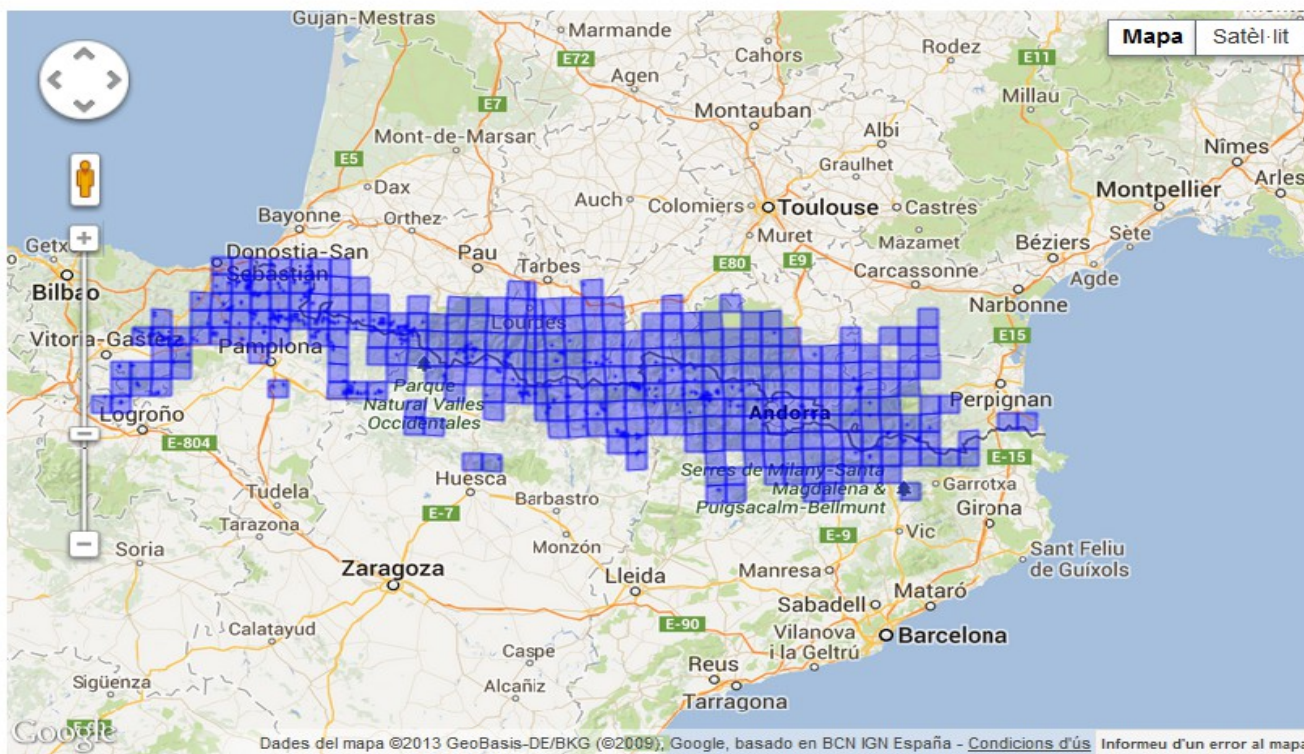 Gujan-Mestras
Marmande
Cahors
Rodez
Mapa
Satèl·lit
E72
E11
Agen
Millau
E7
Montauban
Mont-de-Marsan
Albi
Nîmes
E5
Graulhet
Arles
Dax
Montpellier
Auch
Colomiers
Toulouse
Castres
Bayonne
Orthez
Muret
Mazamet
Sète
Getx
Donostia-San
Sebastián
Pau
Béziers
Tarbes
E80
E9
Carcassonne
Agde
Bilbao
Narbonne
Lourdes
Vitoria-Gasteiz
E15
Pamplona
Parque
Natural Valles
Occidentales
Perpignan
Logroño
Andorra
E-804
E-15
Serres de Milany-Santa
Magdalena &
Puigsacalm-Bellmunt
Huesca
Garrotxa
Tudela
Barbastro
Girona
Tarazona
E-7
Vic
E-9
Soria
Monzón
Sant Feliu
de Guíxols
Zaragoza
Lleida
Manresa
Mataró
Sabadell
E-90
Vilanova
i la Geltrú
Barcelona
Calatayud
Caspe
Reus
Sigüenza
Alcañiz
Tarragona
Google
E-90
Dades del mapa ©2013 GeoBasis-DE/BKG (©2009), Google, basado en BCN IGN España - Condicions d'ús
Informeu d'un error al mapa